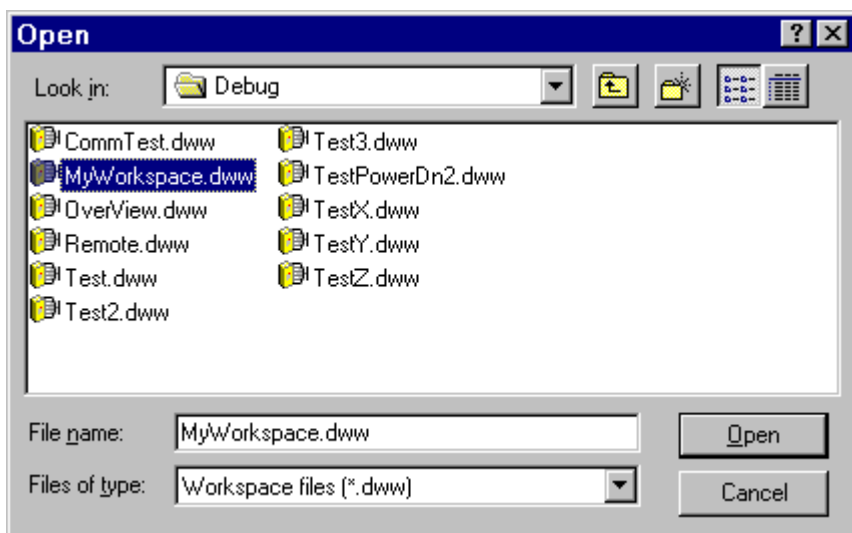 Open
Look in: Debug
CommTest.dww Test3.dww
MyWorkspace.dww TestPowerDn2.dww
OverView.dww TestX.dww
Remote.dww TestY.dww
Test.dww TestZ.dww
Test2.dww
File name: MyWorkspace.dww Open
Files of type: Workspace files (*.dww) Cancel